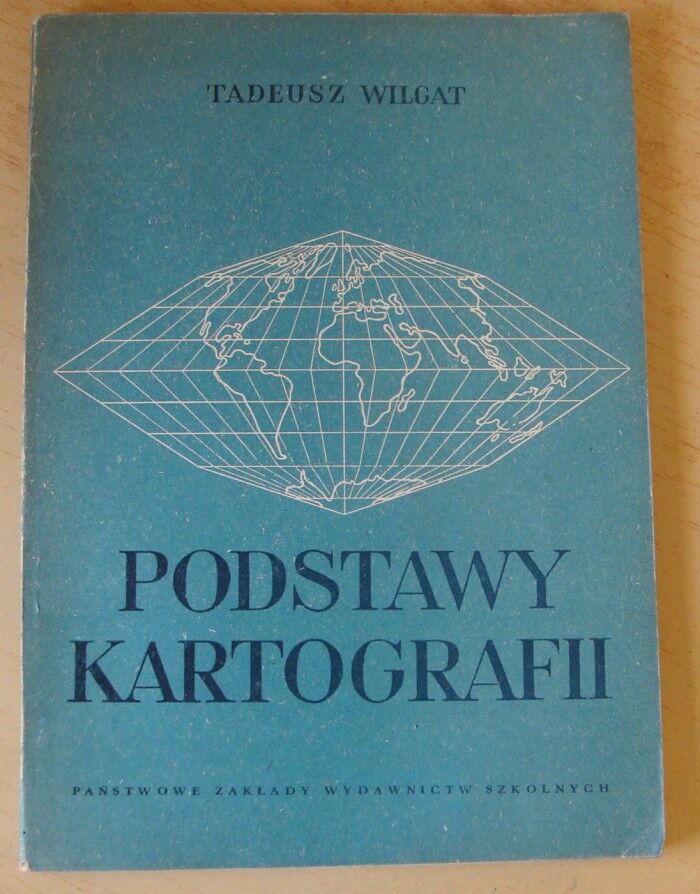 TADEUSZ WILGAT
PODSTAWY
KARTOGRAFII
PAŃSTWOWE ZAKŁADY WYDAWNICTW SZKOLNYCH